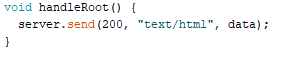 void handleRoot() {
  server.send(200, "text/html", data);
}